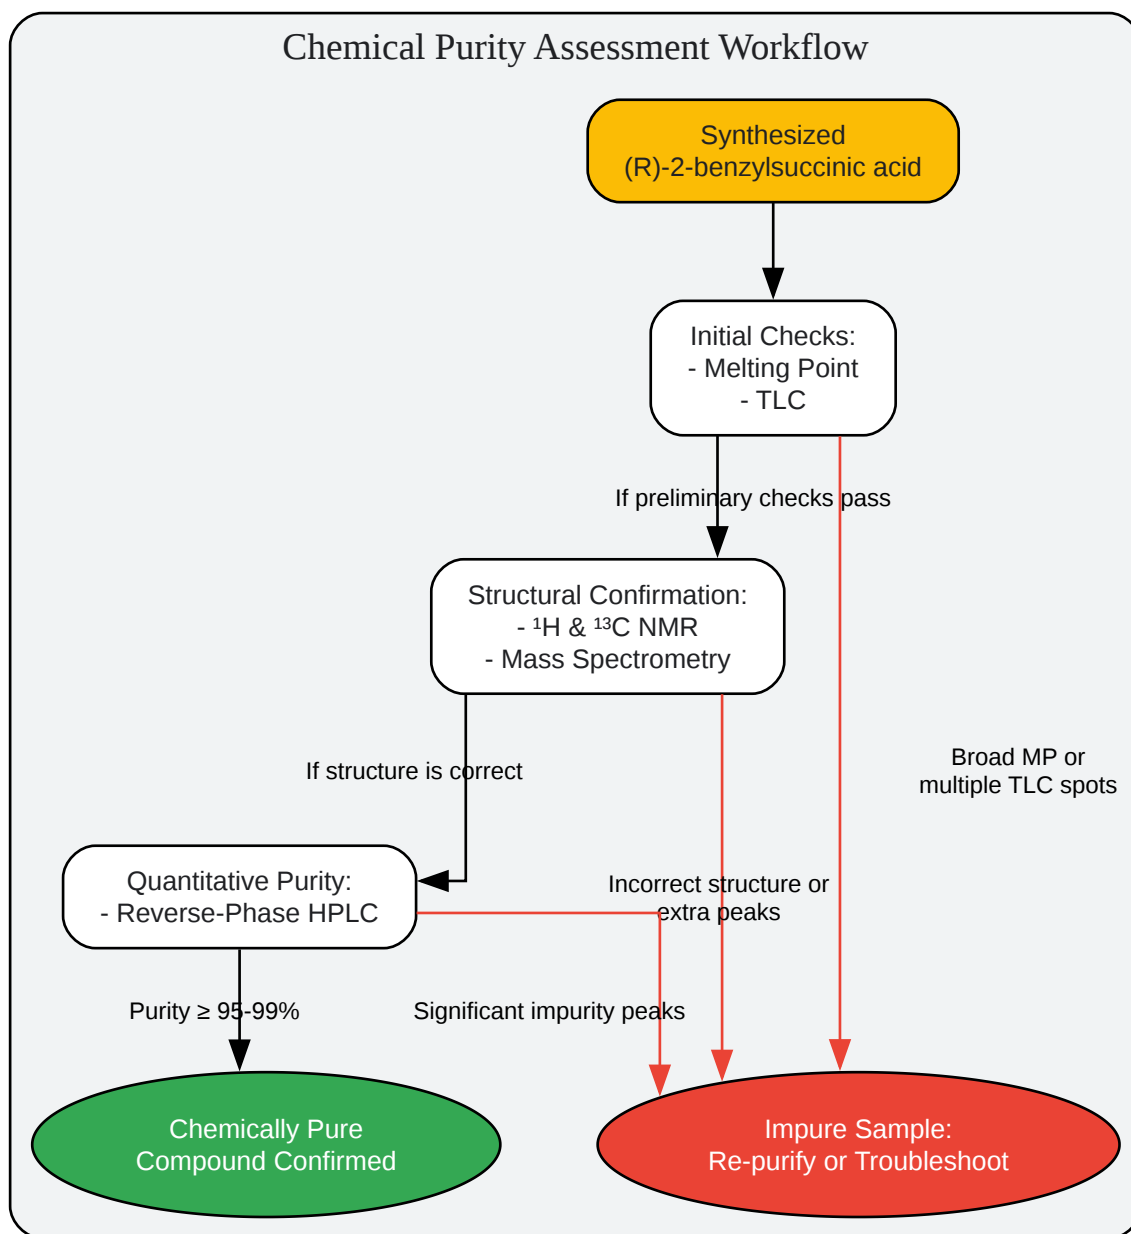 Chemical Purity Assessment Workflow
Synthesized
(R)-2-benzylsuccinic acid
Initial Checks:
- Melting Point
- TLC
If preliminary checks pass
Structural Confirmation:
- ¹H & ¹³C NMR
- Mass Spectrometry
If structure is correct
Broad MP or
multiple TLC spots
Quantitative Purity:
- Reverse-Phase HPLC
Incorrect structure or
extra peaks
Purity ≥ 95-99%
Significant impurity peaks
Chemically Pure
Compound Confirmed
Impure Sample:
Re-purify or Troubleshoot